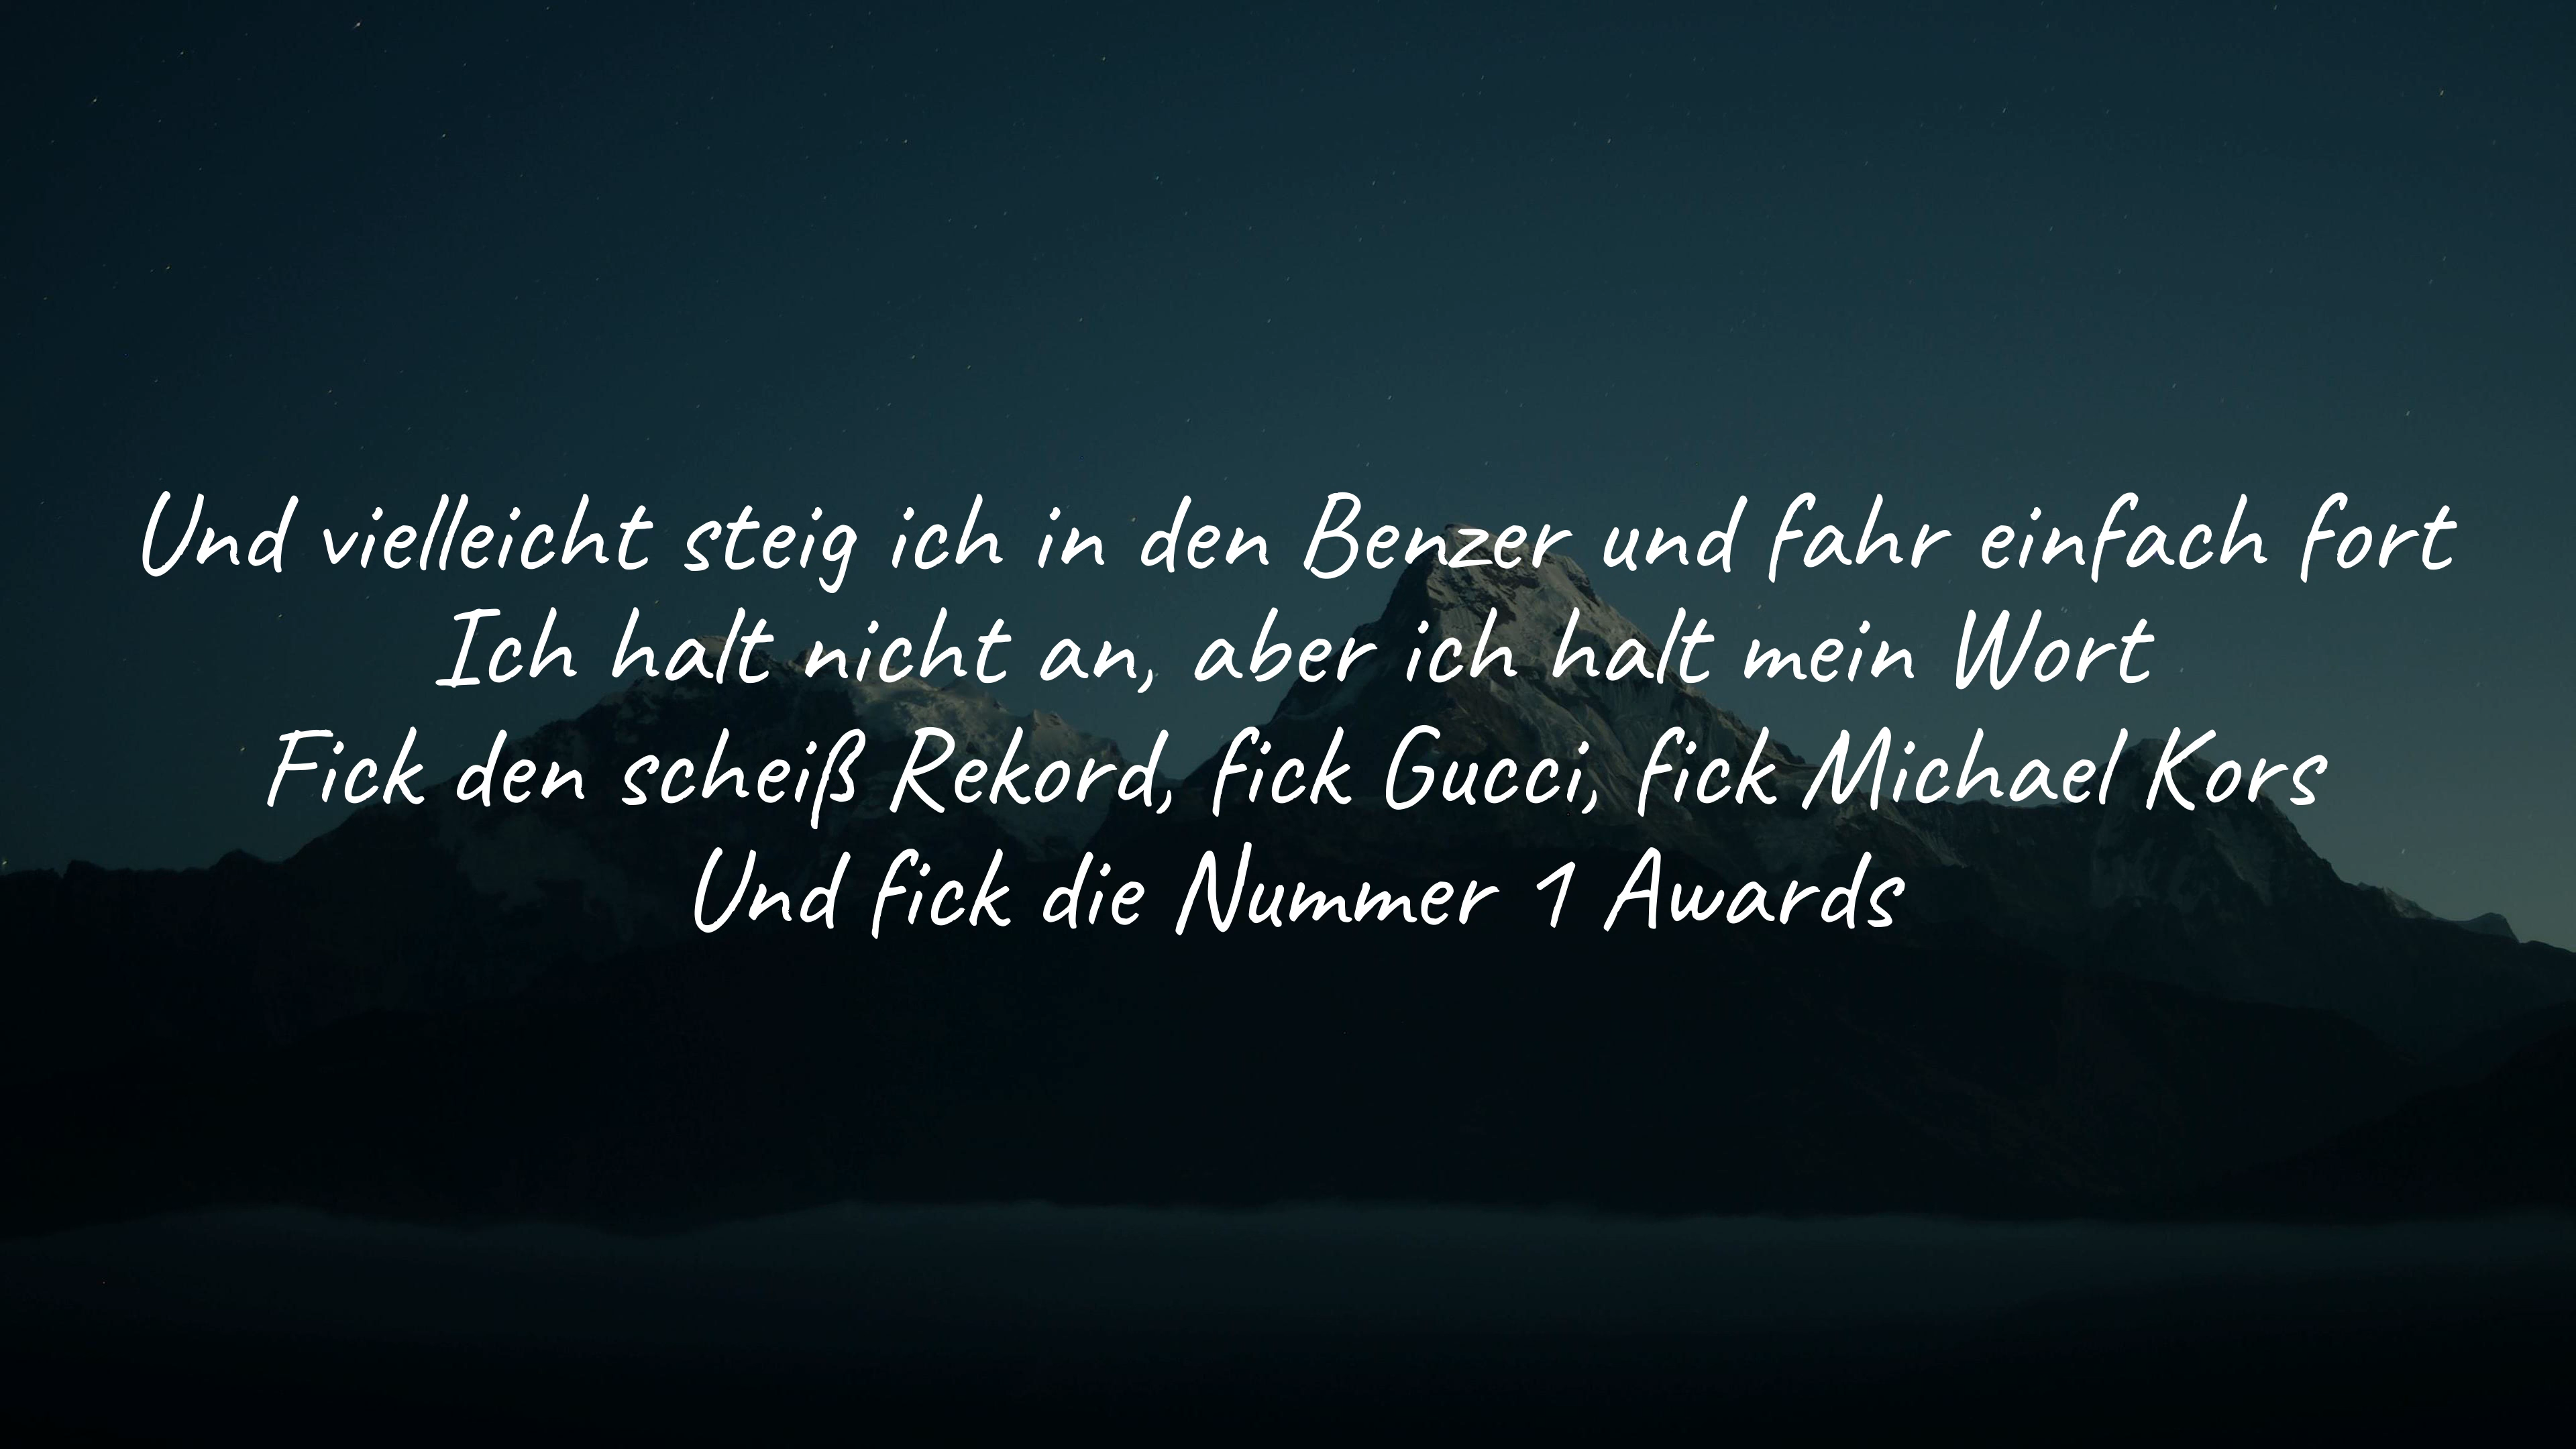 Und vielleicht steig ich in den Benzer und fahr einfach fort
Ich halt nicht an, aber ich halt mein Wort
Fick den scheiß Rekord, fick Gucci, fick Michael Kors
Und fick die Nummer 1 Awards